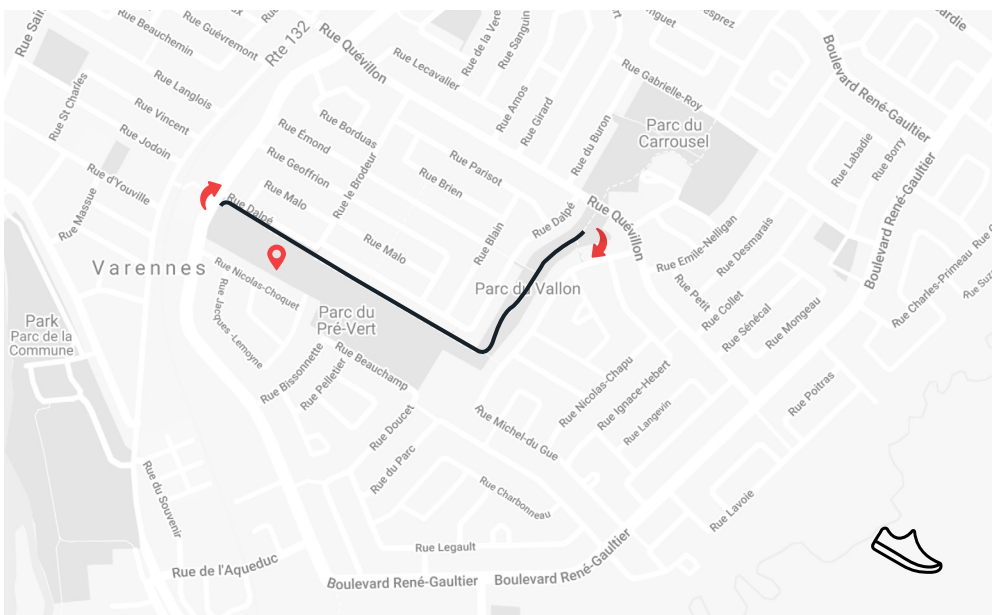 Rue Beauchemin
Rue Guèvremont
Rte 132
Rue Quévillon
Rue Lecavalier
Rue de la Vere
Rue Sanguin
Rue Gabrielle-Roy
Boulevard René-Gaultier
Rue St Charles
Rue Langlois
Rue Vincent
Rue Jodoin
Rue Borduas
Rue Émond
Rue Geoffrion
Rue Amos
Rue Girard
Rue du Buron
Parc du
Carrousel
Rue Labadie
Rue Borry
Rue d'Youville
Rue Massue
Rue Malo
Rue le Brodeur
Rue Parisot
Rue Brien
Rue Dalpé
Rue Dalpé
Rue Quévillon
Boulevard René-Gaultier
Rue Malo
Rue Blain
Rue Emile-Nelligan
Rue Desmarais
Varennes
Rue Nicolas-Choquet
Parc du Vallon
Rue Petit
Rue Collet
Rue Sénécal
Rue Mongeau
Rue Charles-Primeau
Rue Suz
Park
Parc de la
Commune
Rue Jacques-Lemoyne
Parc du
Pré-Vert
Rue Bissonnette
Rue Pelletier
Rue Beauchamp
Rue Nicolas-Chapu
Rue Ignace-Hebert
Rue Langevin
Rue Poitras
Rue Doucet
Rue Michel-du Gue
Rue du Parc
Rue du Souvenir
Rue Charbonneau
Rue Lavoie
Rue Legault
Rue de l'Aqueduc
Boulevard René-Gaultier
Boulevard René-Gaultier